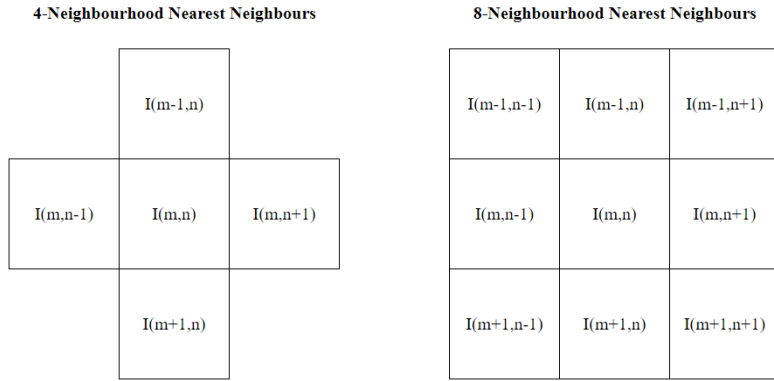 4-Neighbourhood Nearest Neighbours
I(m-1,n)
I(m,n-1) I(m,n) I(m,n+1)
I(m+1,n)
8-Neighbourhood Nearest Neighbours
I(m-1,n-1) I(m-1,n) I(m-1,n+1)
I(m,n-1) I(m,n) I(m,n+1)
I(m+1,n-1) I(m+1,n) I(m+1,n+1)